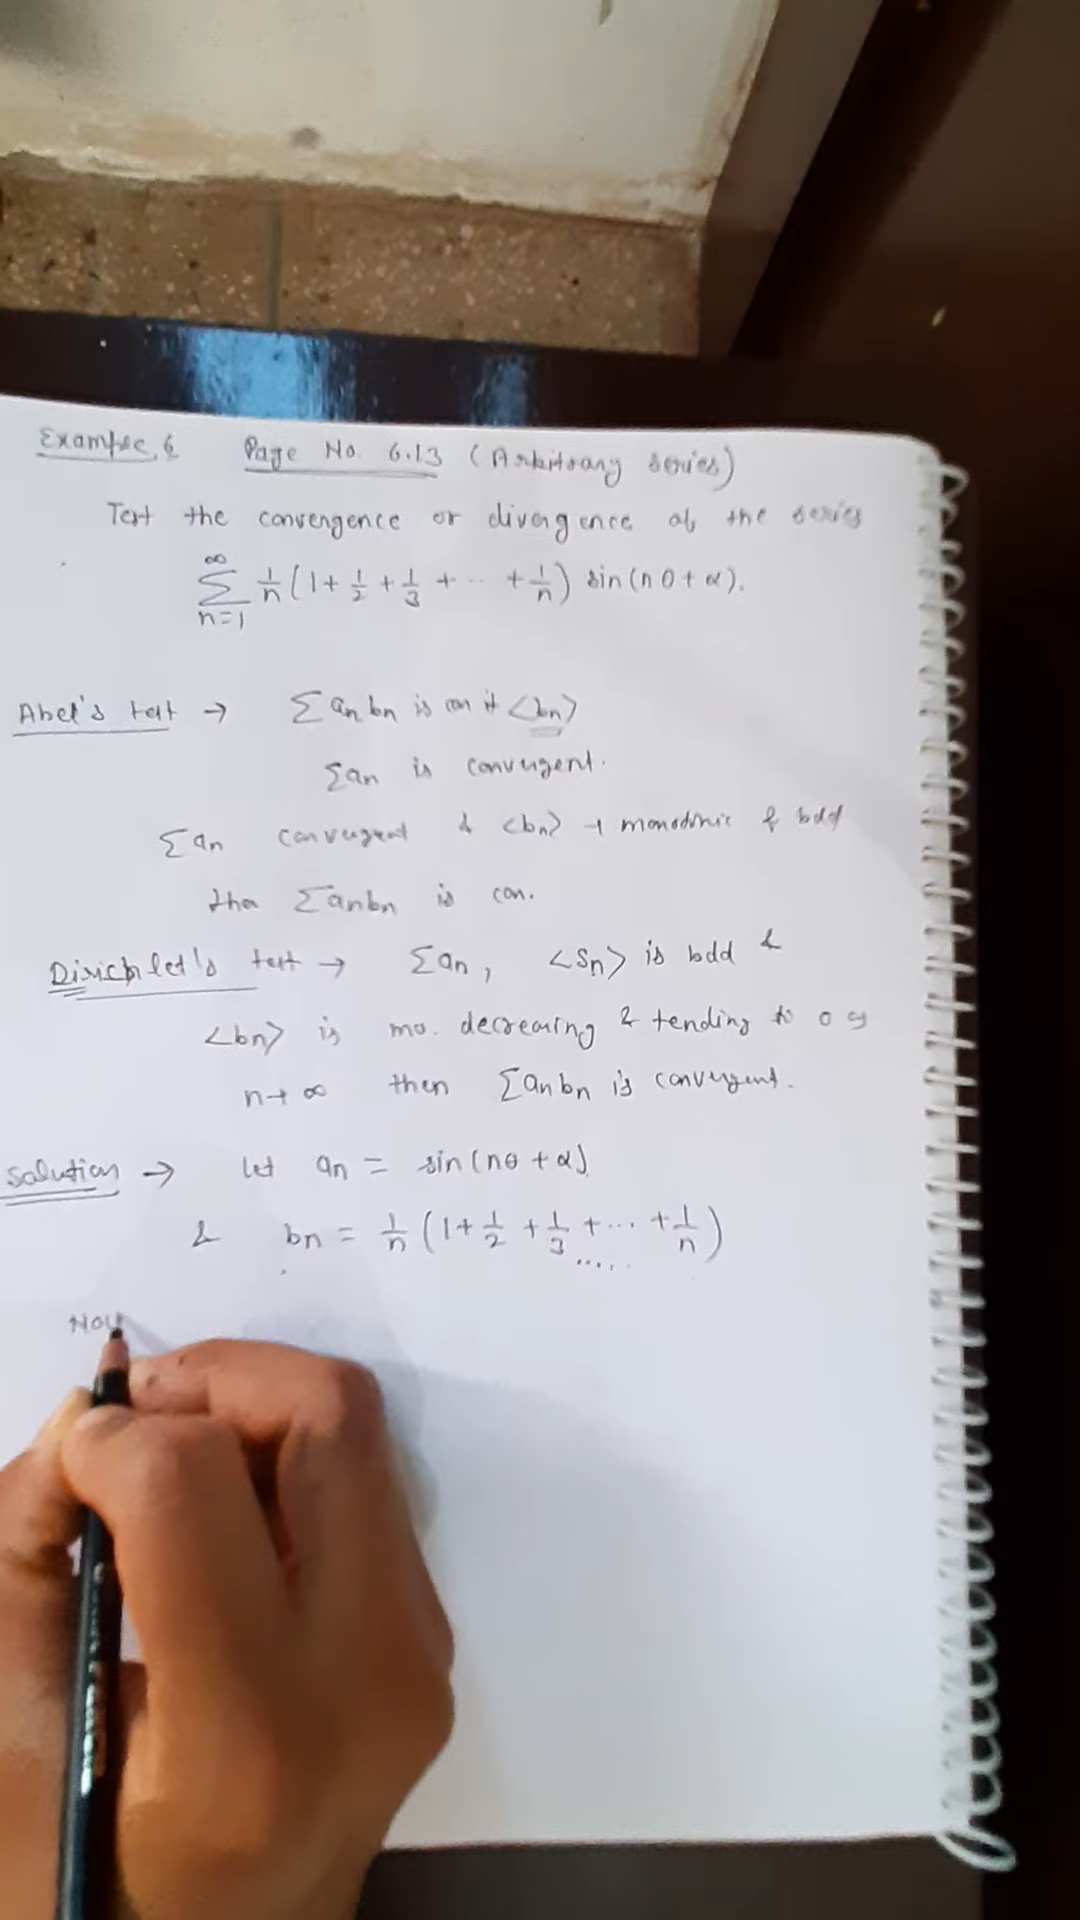 Example 6 Page No. 6.13 (Arbitrary series)
Test the convergence or divergence of the series
∞ ∑ n=1 1/n (1 + 1/2 + 1/3 + ... + 1/n) sin(nθ + α).
Abel's test → ∑ an bn is con if <bn>
∑an is convergent.
∑an convergent & <bn> → monotonic & bdd
then ∑anbn is con.
Dirichlet's test → ∑an, <Sn> is bdd &
<bn> is mo. decreasing & tending to 0 as
n→∞ then ∑an bn is convergent.
Solution → let an = sin(nθ + α)
& bn = 1/n (1 + 1/2 + 1/3 + ... + 1/n)
Now